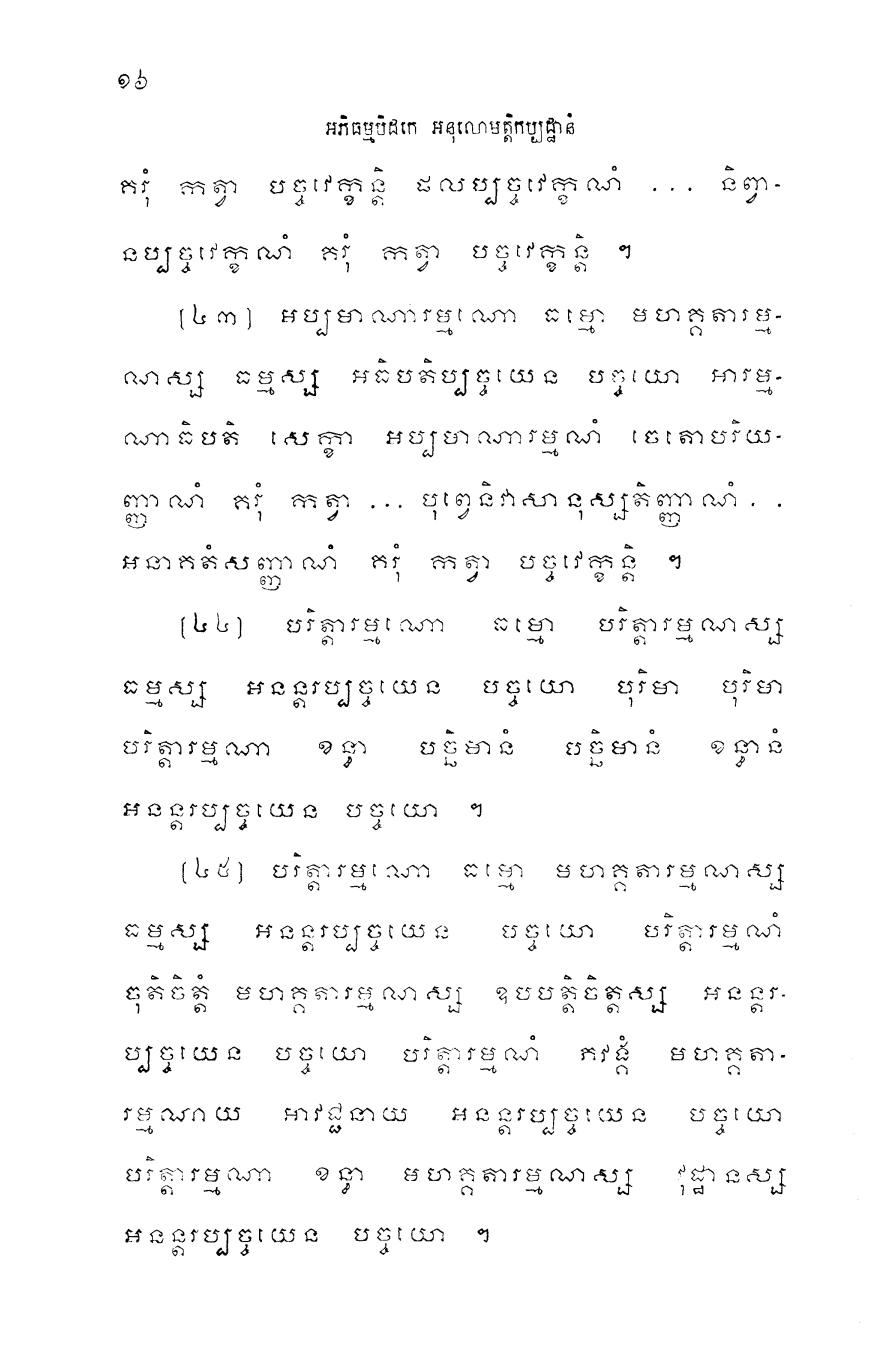 ១៦
អភិធម្មបិដកេ អនុលោមត្តិកប្បដ្ឋានំ
គរុំ កត្វា បច្ចវេក្ខន្តិ ផលប្បច្ចវេក្ខណំ ... និព្វា-
នប្បច្ចវេក្ខណំ គរុំ កត្វា បច្ចវេក្ខន្តិ ។
(៤៣) អប្បមាណារម្មណោ ធម្មោ មហគ្គតារម្ម-
ណស្ស ធម្មស្ស អធិបតិប្បច្ចយេន បច្ចយោ អារម្ម-
ណាធិបតិ សេក្ខា អប្បមាណារម្មណំ ចេតោបរិយ-
ញ្ញាណំ គរុំ កត្វា ... បុព្វេនិវាសានុស្សតិញ្ញាណំ . .
អនាគតំសញ្ញាណំ គរុំ កត្វា បច្ចវេក្ខន្តិ ។
(៤៤) បរិត្តារម្មណោ ធម្មោ បរិត្តារម្មណស្ស
ធម្មស្ស អនន្តរប្បច្ចយេន បច្ចយោ បុរិមា បុរិមា
បរិត្តារម្មណា ខន្ធា បច្ឆិមានំ បច្ឆិមានំ ខន្ធានំ
អនន្តរប្បច្ចយេន បច្ចយោ ។
(៤៥) បរិត្តារម្មណោ ធម្មោ មហគ្គតារម្មណស្ស
ធម្មស្ស អនន្តរប្បច្ចយេន បច្ចយោ បរិត្តារម្មណំ
ចុតិចិត្តំ មហគ្គតារម្មណស្ស ឧបបត្តិចិត្តស្ស អនន្តរ-
ប្បច្ចយេន បច្ចយោ បរិត្តារម្មណំ ភវង្គំ មហគ្គតា-
រម្មណាយ អាវជ្ជនាយ អនន្តរប្បច្ចយេន បច្ចយោ
បរិត្តារម្មណា ខន្ធា មហគ្គតារម្មណស្ស វុដ្ឋានស្ស
អនន្តរប្បច្ចយេន បច្ចយោ ។